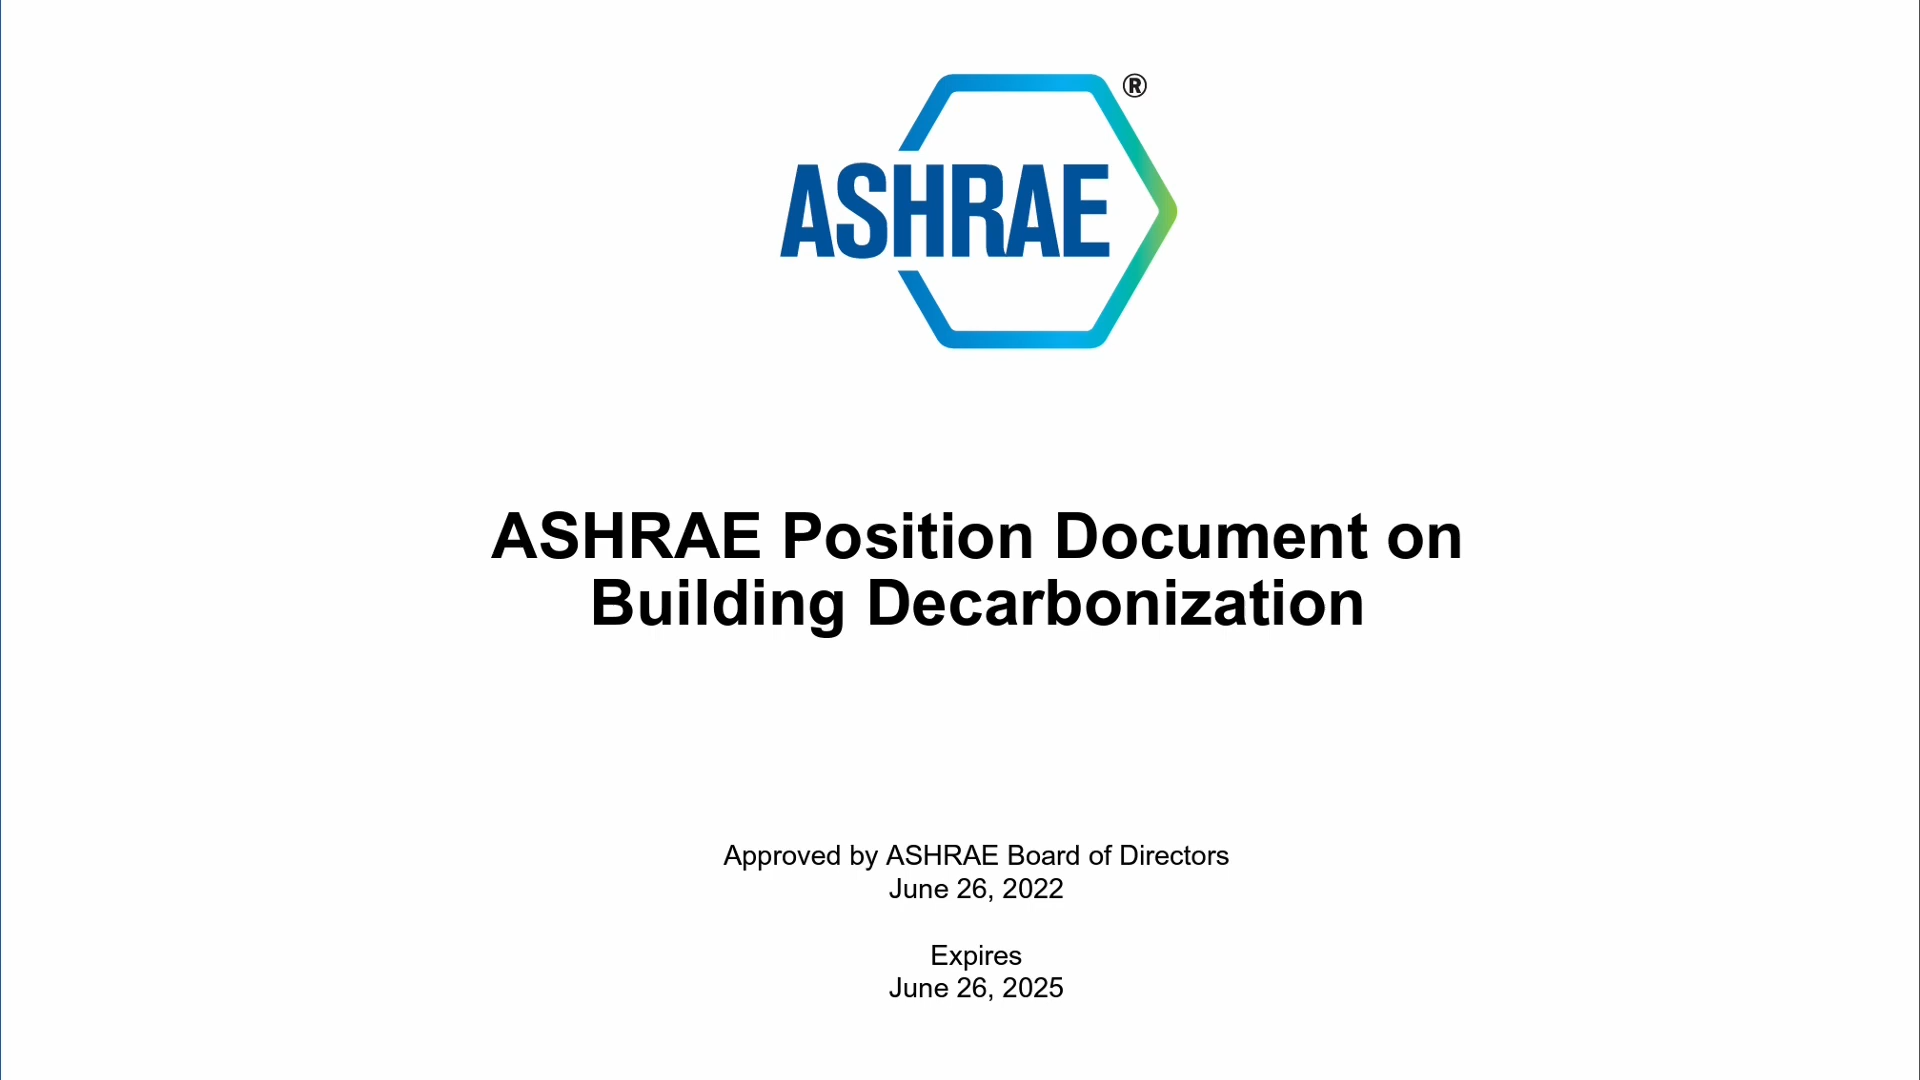 ®
ASHRAE
ASHRAE Position Document on
Building Decarbonization
Approved by ASHRAE Board of Directors
June 26, 2022
Expires
June 26, 2025